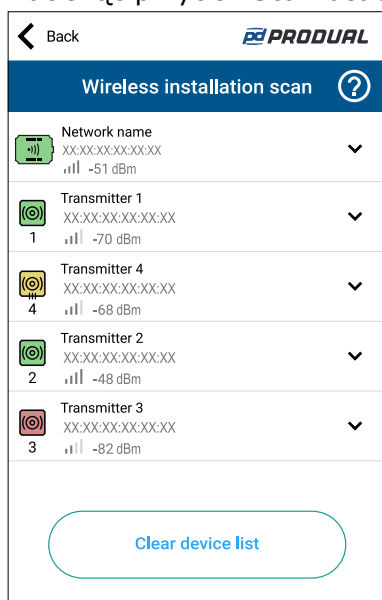 Back
PRODUAL
Wireless installation scan ?
Network name
XX:XX:XX:XX:XX:XX
-51 dBm
Transmitter 1
XX:XX:XX:XX:XX:XX
1 -70 dBm
Transmitter 4
XX:XX:XX:XX:XX:XX
4 -68 dBm
Transmitter 2
XX:XX:XX:XX:XX:XX
2 -48 dBm
Transmitter 3
XX:XX:XX:XX:XX:XX
3 -82 dBm
Clear device list